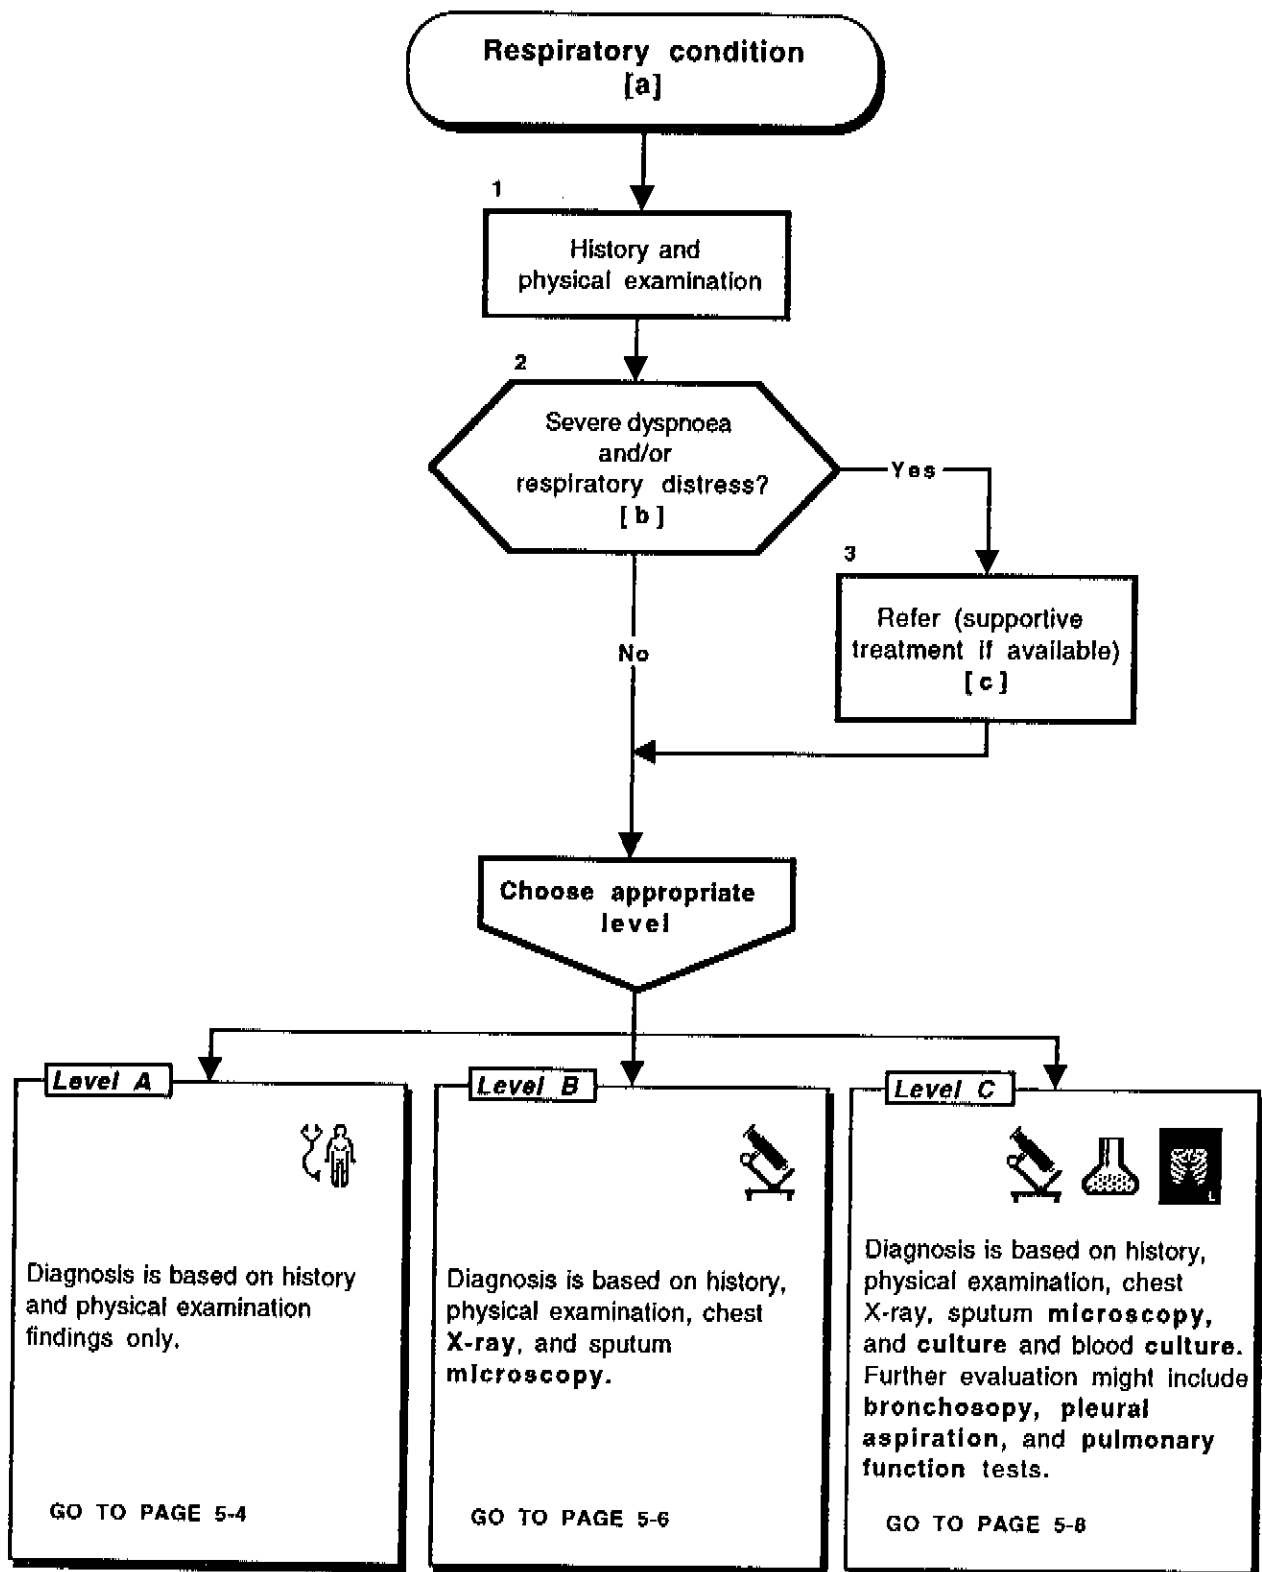 Respiratory condition
[a]
1
History and
physical examination
2
Severe dyspnoea
and/or
respiratory distress?
[b]
Yes
3
Refer (supportive
treatment if available)
[c]
No
Choose appropriate
level
Level A
Diagnosis is based on history
and physical examination
findings only.
GO TO PAGE 5-4
Level B
Diagnosis is based on history,
physical examination, chest
X-ray, and sputum
microscopy.
GO TO PAGE 5-6
Level C
L
Diagnosis is based on history,
physical examination, chest
X-ray, sputum microscopy,
and culture and blood culture.
Further evaluation might include
bronchosopy, pleural
aspiration, and pulmonary
function tests.
GO TO PAGE 5-8